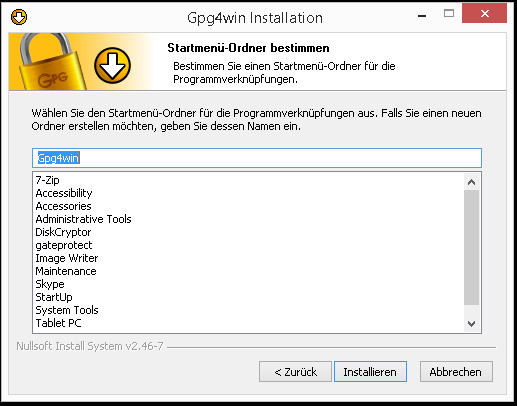 Gpg4win Installation
GPG
Startmenü-Ordner bestimmen
Bestimmen Sie einen Startmenü-Ordner für die
Programmverknüpfungen.
Wählen Sie den Startmenü-Ordner für die Programmverknüpfungen aus. Falls Sie einen neuen
Ordner erstellen möchten, geben Sie dessen Namen ein.
Gpg4win
7-Zip
Accessibility
Accessories
Administrative Tools
DiskCryptor
gateprotect
Image Writer
Maintenance
Skype
StartUp
System Tools
Tablet PC
Nullsoft Install System v2.46-7
< Zurück
Installieren
Abbrechen